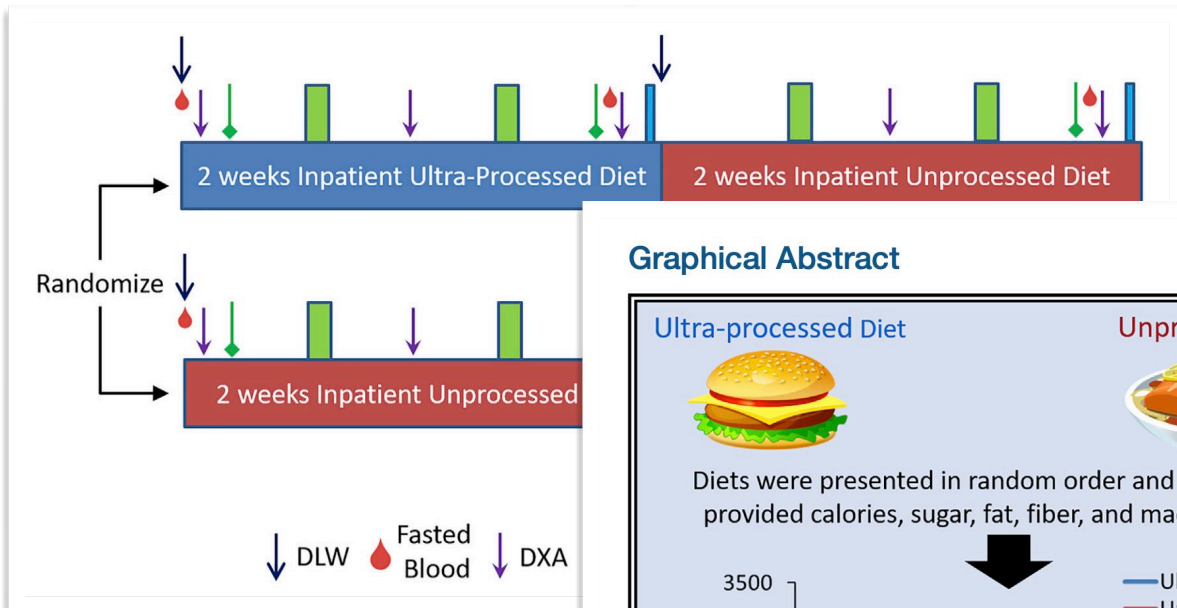 2 weeks Inpatient Ultra-Processed Diet
2 weeks Inpatient Unprocessed Diet
Randomize
2 weeks Inpatient Unprocessed
DLW
Fasted
Blood
DXA
Graphical Abstract
Ultra-processed Diet
Diets were presented in random order and
provided calories, sugar, fat, fiber, and
3500